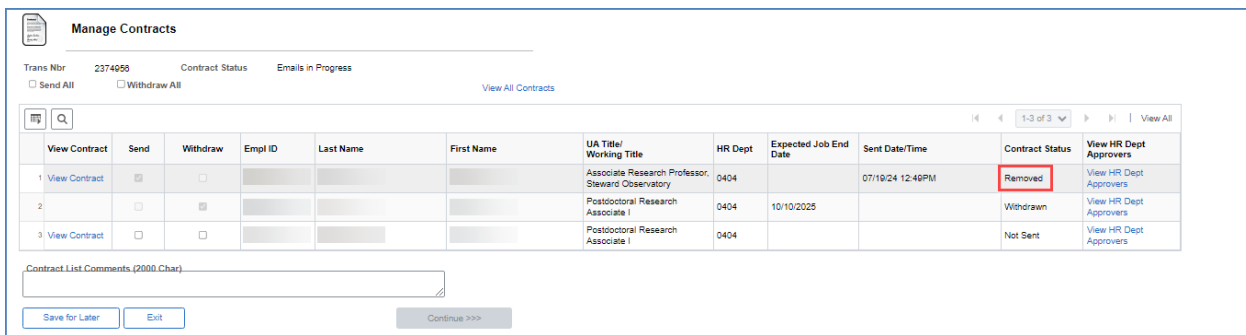 Manage Contracts
Trans Nbr 2374956 Contract Status Emails in Progress
Send All Withdraw All View All Contracts
1-3 of 3 View All
View Contract Send Withdraw Empl ID Last Name First Name UA Title/ Working Title HR Dept Expected Job End Date Sent Date/Time Contract Status View HR Dept Approvers
1 View Contract Associate Research Professor, Steward Observatory 0404 07/19/24 12:49PM Removed View HR Dept Approvers
2 Postdoctoral Research Associate I 0404 10/10/2025 Withdrawn View HR Dept Approvers
3 View Contract Postdoctoral Research Associate I 0404 Not Sent View HR Dept Approvers
Contract List Comments (2000 Char)
Save for Later Exit Continue >>>